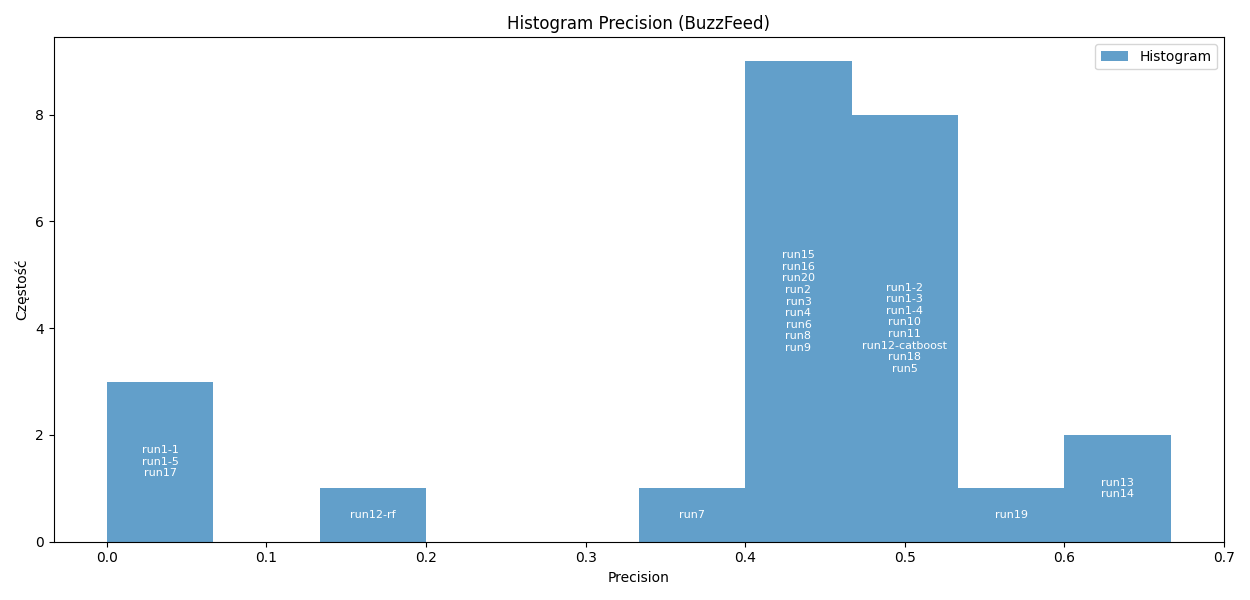 Histogram Precision (BuzzFeed)
Histogram
Częstość
8
6
4
2
0
run1-1
run1-5
run17
run12-rf
run7
run15
run16
run20
run2
run3
run4
run6
run8
run9
run1-2
run1-3
run1-4
run10
run11
run12-catboost
run18
run5
run19
run13
run14
0.0 0.1 0.2 0.3 0.4 0.5 0.6 0.7
Precision